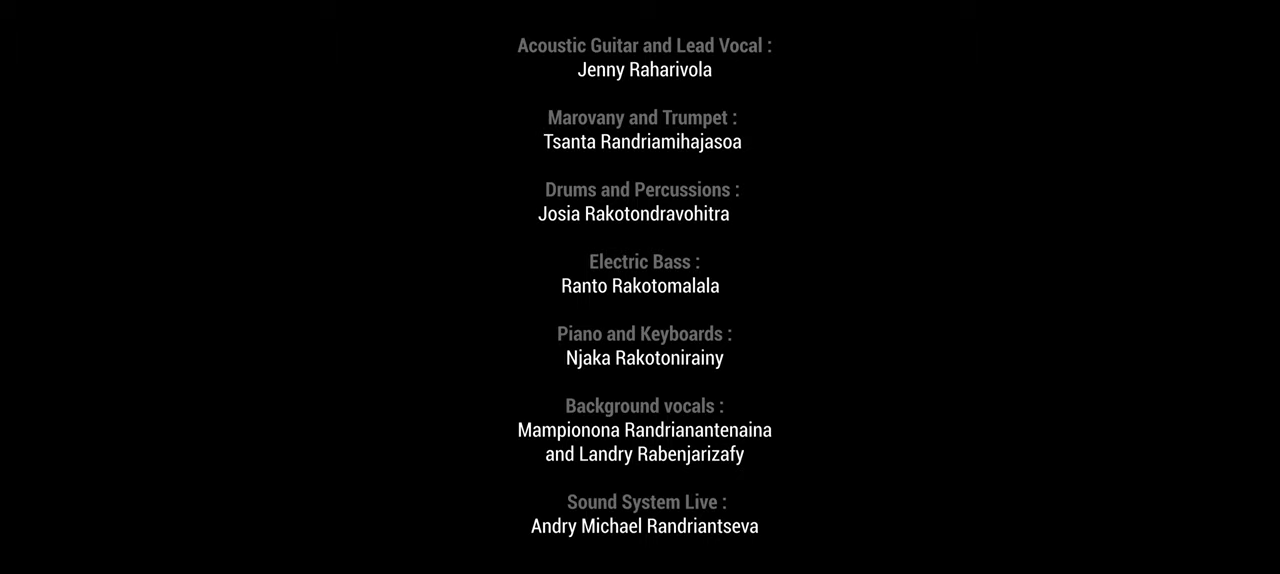 Acoustic Guitar and Lead Vocal :
Jenny Raharivola
Marovany and Trumpet :
Tsanta Randriamihajasoa
Drums and Percussions :
Josia Rakotondravohitra
Electric Bass :
Ranto Rakotomalala
Piano and Keyboards :
Njaka Rakotonirainy
Background vocals :
Mampionona Randrianantenaina
and Landry Rabenjarizafy
Sound System Live :
Andry Michael Randriantseva